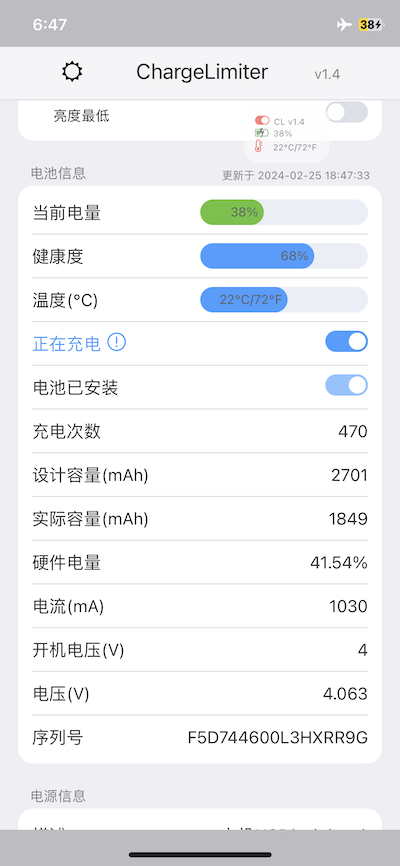 6:47
38
ChargeLimiter v1.4
亮度最低
CL v1.4
38%
22°C/72°F
电池信息 更新于 2024-02-25 18:47:33
当前电量 38%
健康度 68%
温度(°C) 22°C/72°F
正在充电
电池已安装
充电次数 470
设计容量(mAh) 2701
实际容量(mAh) 1849
硬件电量 41.54%
电流(mA) 1030
开机电压(V) 4
电压(V) 4.063
序列号 F5D744600L3HXRR9G
电源信息